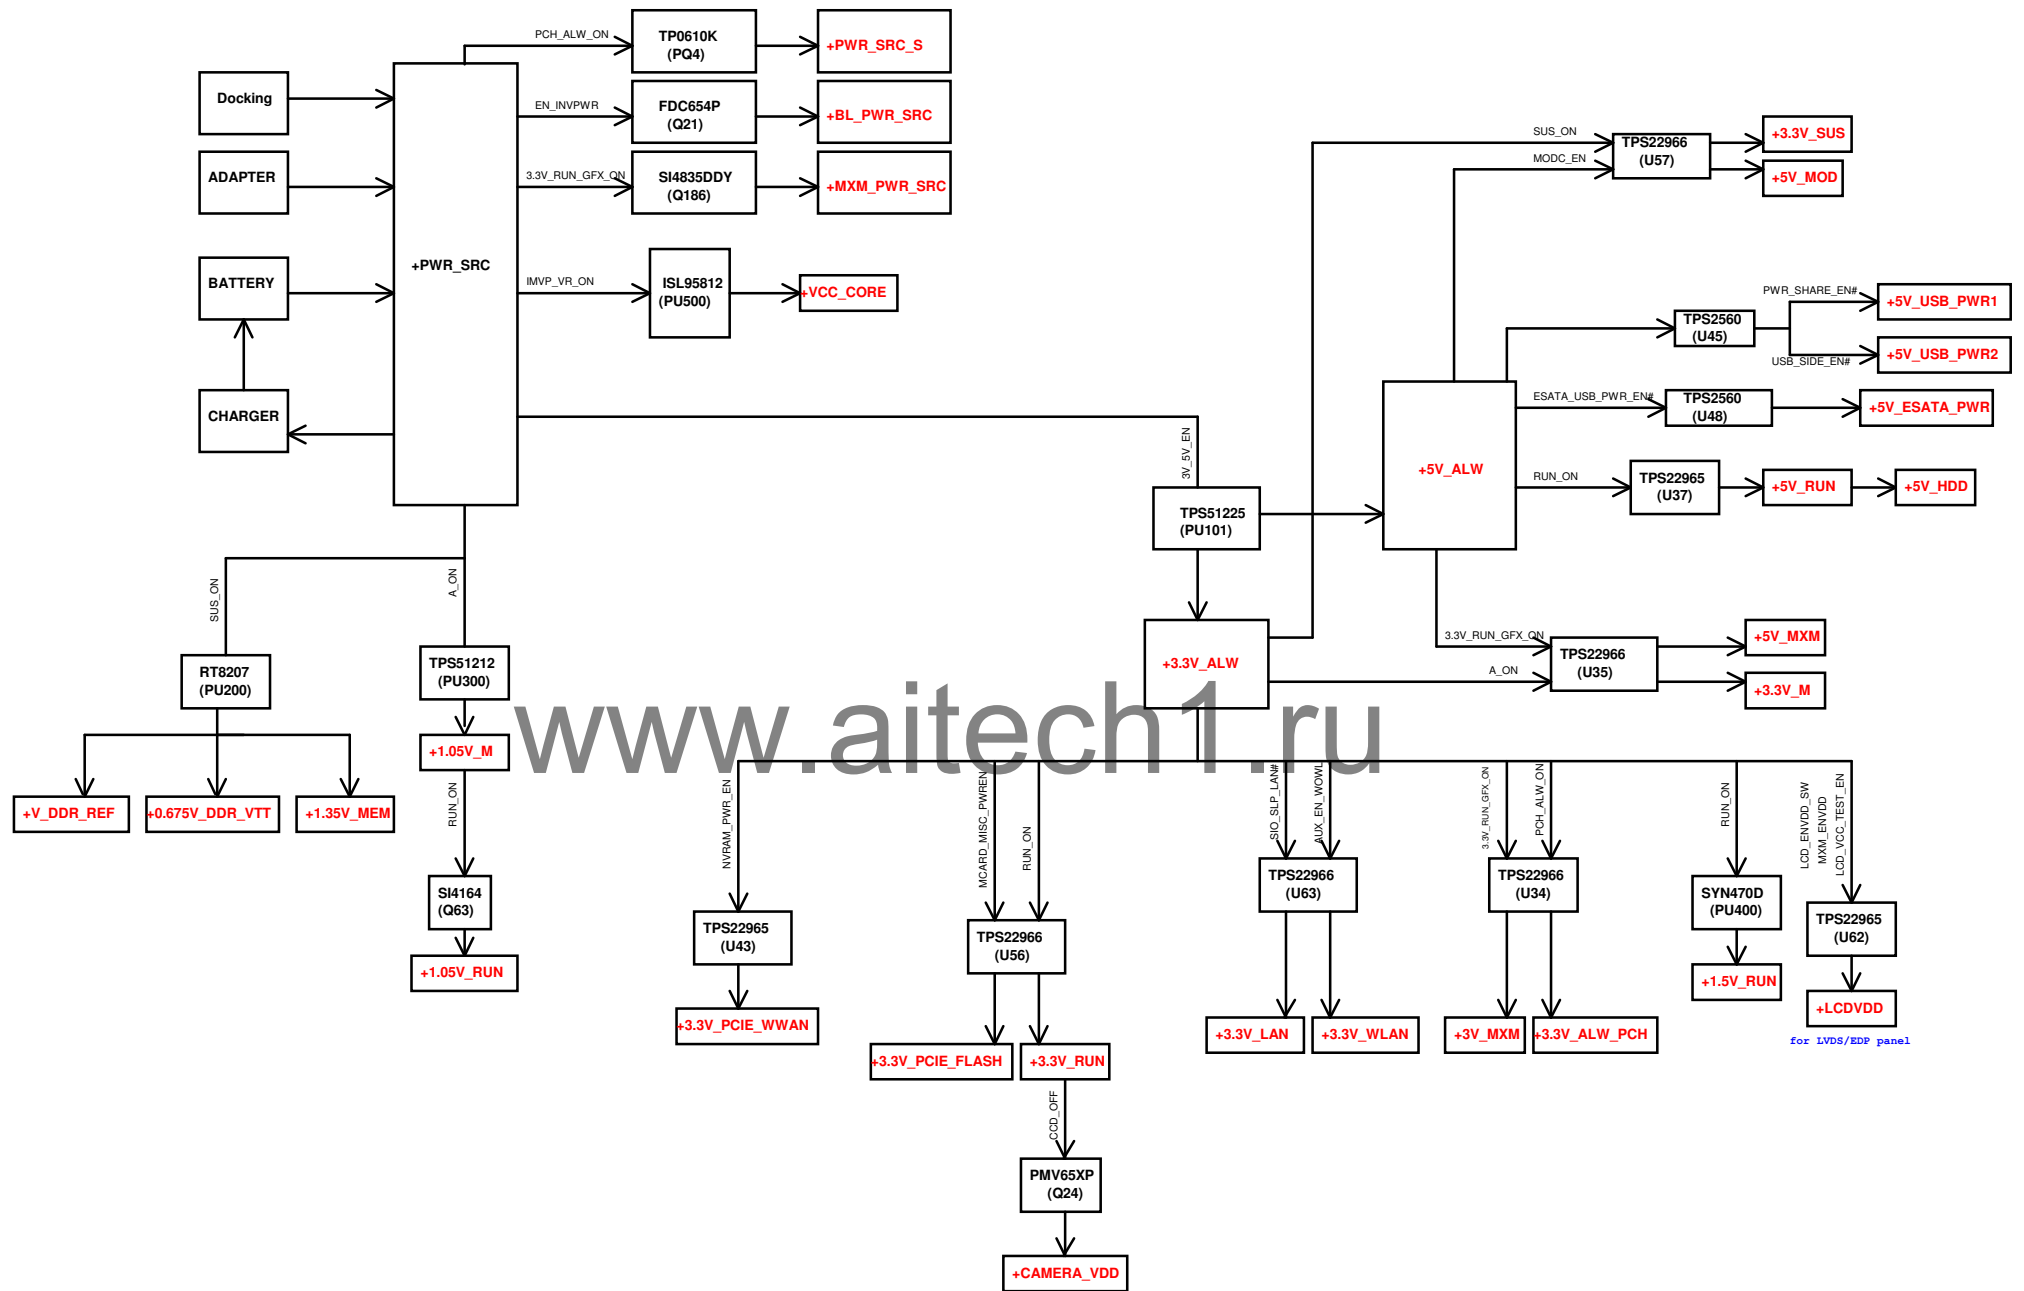 PCH_ALW_ON
TP0610K
(PQ4)
+PWR_SRC_S
Docking
EN_INVPWR
FDC654P
(Q21)
+BL_PWR_SRC
ADAPTER
3.3V_RUN_GFX_ON
SI4835DDY
(Q186)
+MXM_PWR_SRC
+PWR_SRC
BATTERY
IMVP_VR_ON
ISL95812
(PU500)
+VCC_CORE
CHARGER
SUS_ON
MODC_EN
TPS22966
(U57)
+3.3V_SUS
+5V_MOD
TPS2560
(U45)
PWR_SHARE_EN#
+5V_USB_PWR1
USB_SIDE_EN#
+5V_USB_PWR2
ESATA_USB_PWR_EN#
TPS2560
(U48)
+5V_ESATA_PWR
3V_5V_EN
+5V_ALW
RUN_ON
TPS22965
(U37)
+5V_RUN
+5V_HDD
TPS51225
(PU101)
+3.3V_ALW
3.3V_RUN_GFX_ON
A_ON
TPS22966
(U35)
+5V_MXM
+3.3V_M
SUS_ON
A_ON
RT8207
(PU200)
TPS51212
(PU300)
+1.05V_M
+V_DDR_REF
+0.675V_DDR_VTT
+1.35V_MEM
RUN_ON
SI4164
(Q63)
+1.05V_RUN
www.aitech1.ru
NVRAM_PWR_EN
TPS22965
(U43)
+3.3V_PCIE_WWAN
MCARD_MISC_PWREN
RUN_ON
TPS22966
(U56)
+3.3V_PCIE_FLASH
+3.3V_RUN
CCD_OFF
PMV65XP
(Q24)
+CAMERA_VDD
SIO_SLP_LAN#
AUX_EN_WOWL
TPS22966
(U63)
+3.3V_LAN
+3.3V_WLAN
3.3V_RUN_GFX_ON
PCH_ALW_ON
TPS22966
(U34)
+3V_MXM
+3.3V_ALW_PCH
RUN_ON
SYN470D
(PU400)
+1.5V_RUN
LCD_ENVDD_SW
MXM_ENVDD
LCD_VCC_TEST_EN
TPS22965
(U62)
+LCDVDD
for LVDS/EDP panel